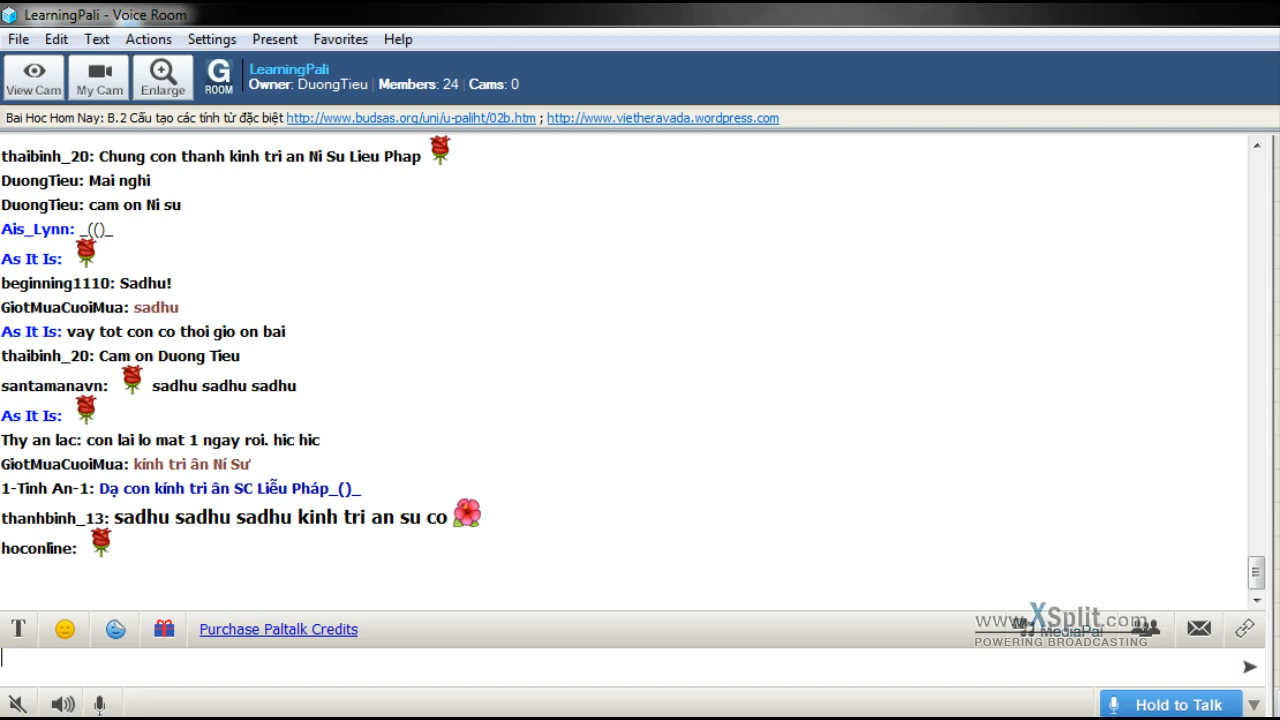 LearningPali - Voice Room
File Edit Text Actions Settings Present Favorites Help
View Cam My Cam Enlarge G ROOM
LearningPali
Owner: DuongTieu | Members: 24 | Cams: 0
Bai Hoc Hom Nay: B.2 Cấu tạo các tính từ đặc biệt http://www.budsas.org/uni/u-paliht/02b.htm ; http://www.vietheravada.wordpress.com
thaibinh_20: Chung con thanh kinh tri an Ni Su Lieu Phap
DuongTieu: Mai nghi
DuongTieu: cam on Ni su
Ais_Lynn: _(()_
As It Is:
beginning1110: Sadhu!
GiotMuaCuoiMua: sadhu
As It Is: vay tot con co thoi gio on bai
thaibinh_20: Cam on Duong Tieu
santamanavn: sadhu sadhu sadhu
As It Is:
Thy an lac: con lai lo mat 1 ngay roi. hic hic
GiotMuaCuoiMua: kính tri ân Ní Sư
1-Tinh An-1: Dạ con kính tri ân SC Liễu Pháp_()_
thanhbinh_13: sadhu sadhu sadhu kinh tri an su co
hoconline:
T Purchase Paltalk Credits
www.XSplit.com
MediaPal
POWERING BROADCASTING
Hold to Talk